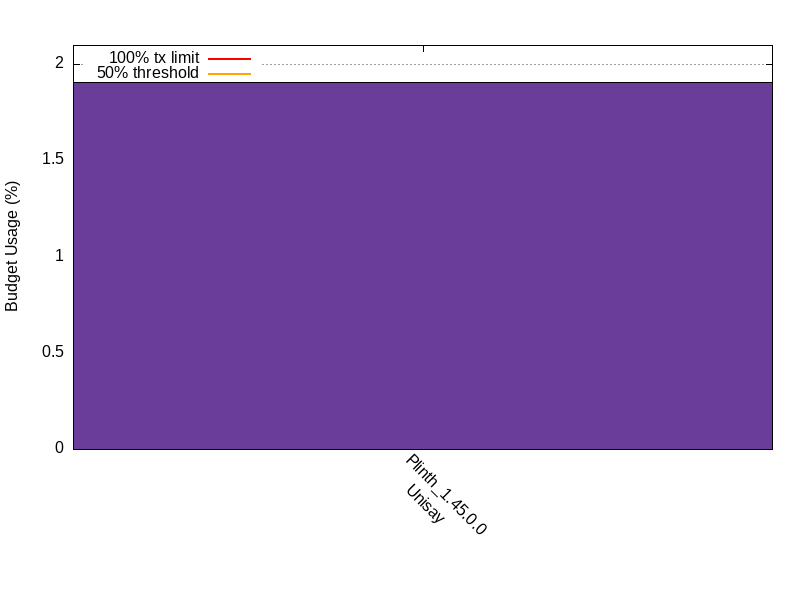 100% tx limit
50% threshold
2
1.5
1
0.5
0
Budget Usage (%)
Plinth_1.45.0.0
Unisay